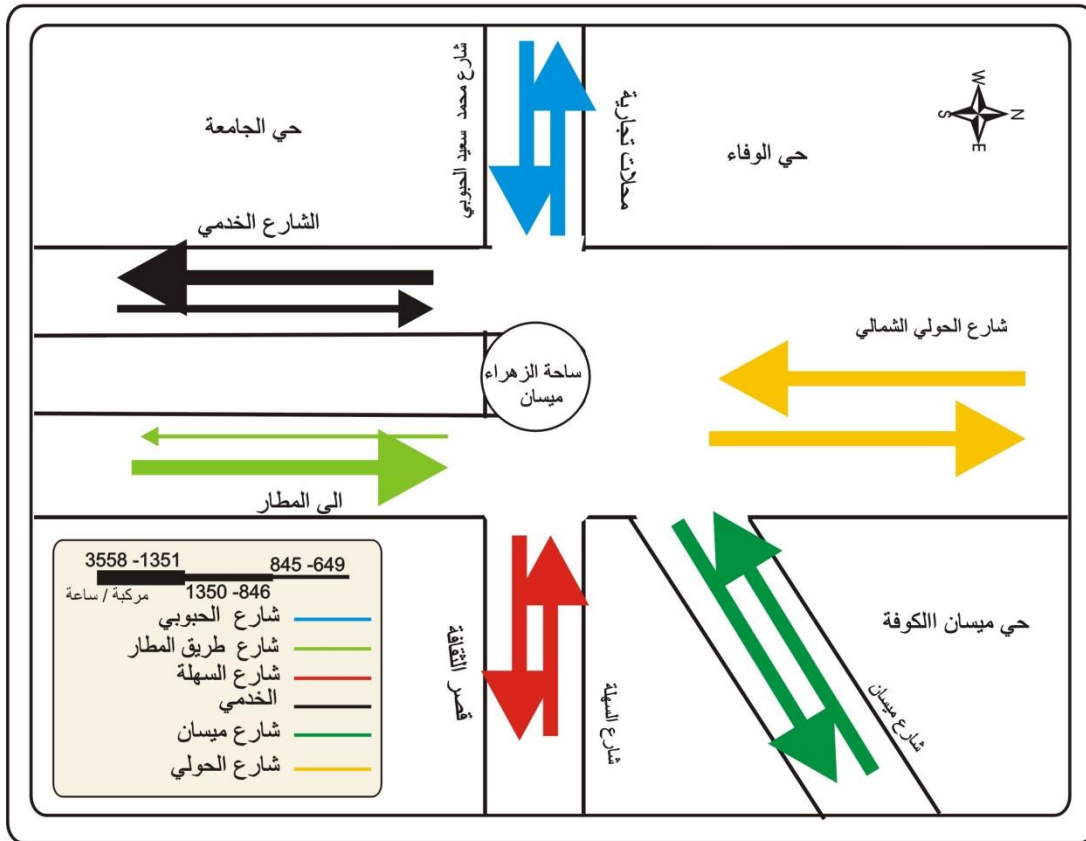 شارع محمد سعيد الحبوبي
محلات تجارية
W
N
S
E
حي الجامعة
حي الوفاء
الشارع الخدمي
شارع الحولي الشمالي
ساحة الزهراء
ميسان
الى المطار
3558 -1351
845 -649
1350 -846
مركبة / ساعة
شارع الحبوبي
شارع طريق المطار
شارع السهلة
الخدمي
شارع ميسان
شارع الحولي
قصر الثقافة
شارع السهلة
شارع ميسان
حي ميسان االكوفة